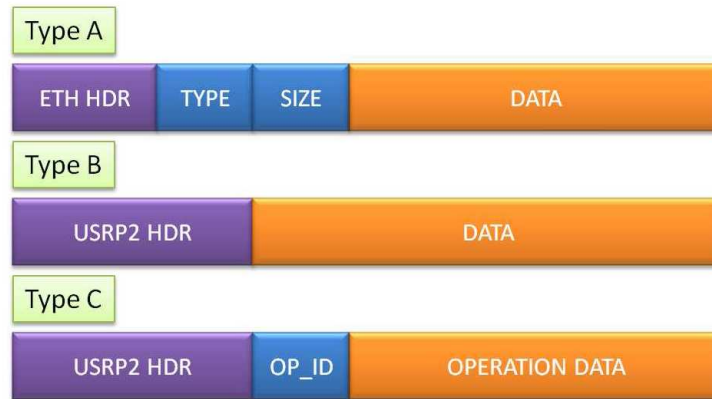 Type A
ETH HDR TYPE SIZE DATA
Type B
USRP2 HDR DATA
Type C
USRP2 HDR OP_ID OPERATION DATA